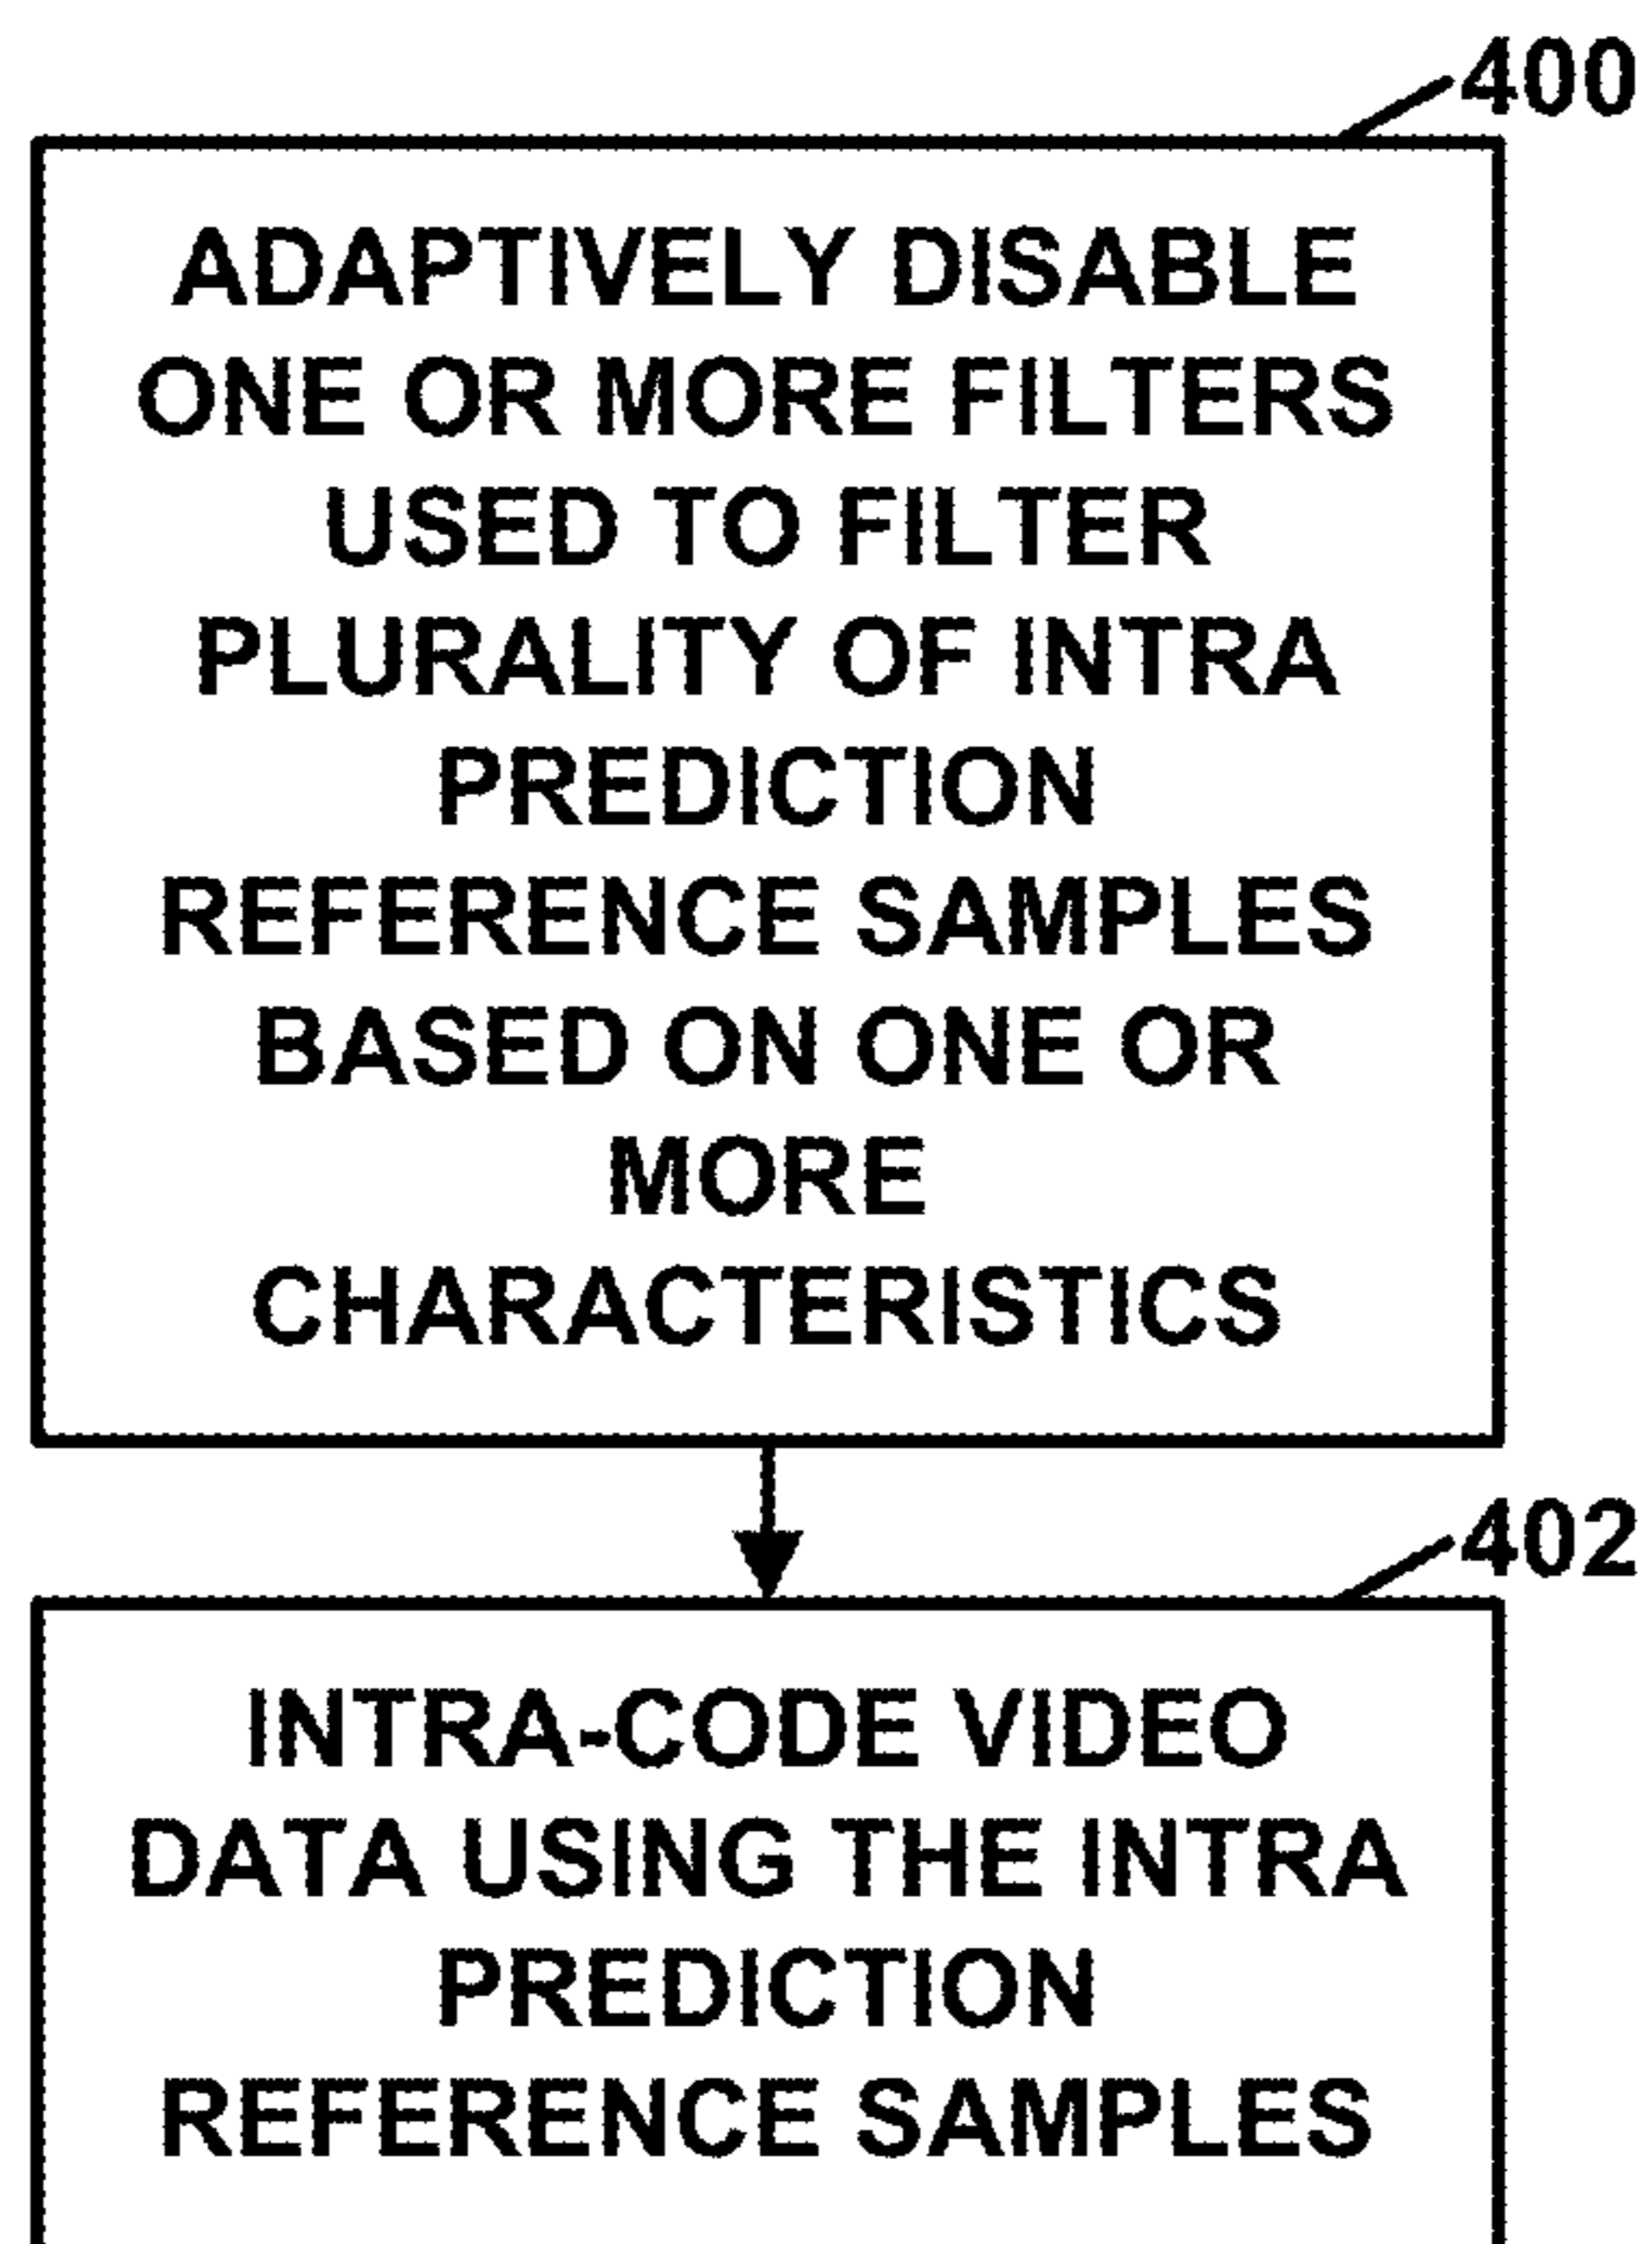 400
ADAPTIVELY DISABLE
ONE OR MORE FILTERS
USED TO FILTER
PLURALITY OF INTRA
PREDICTION
REFERENCE SAMPLES
BASED ON ONE OR
MORE
CHARACTERISTICS
402
INTRA-CODE VIDEO
DATA USING THE INTRA
PREDICTION
REFERENCE SAMPLES